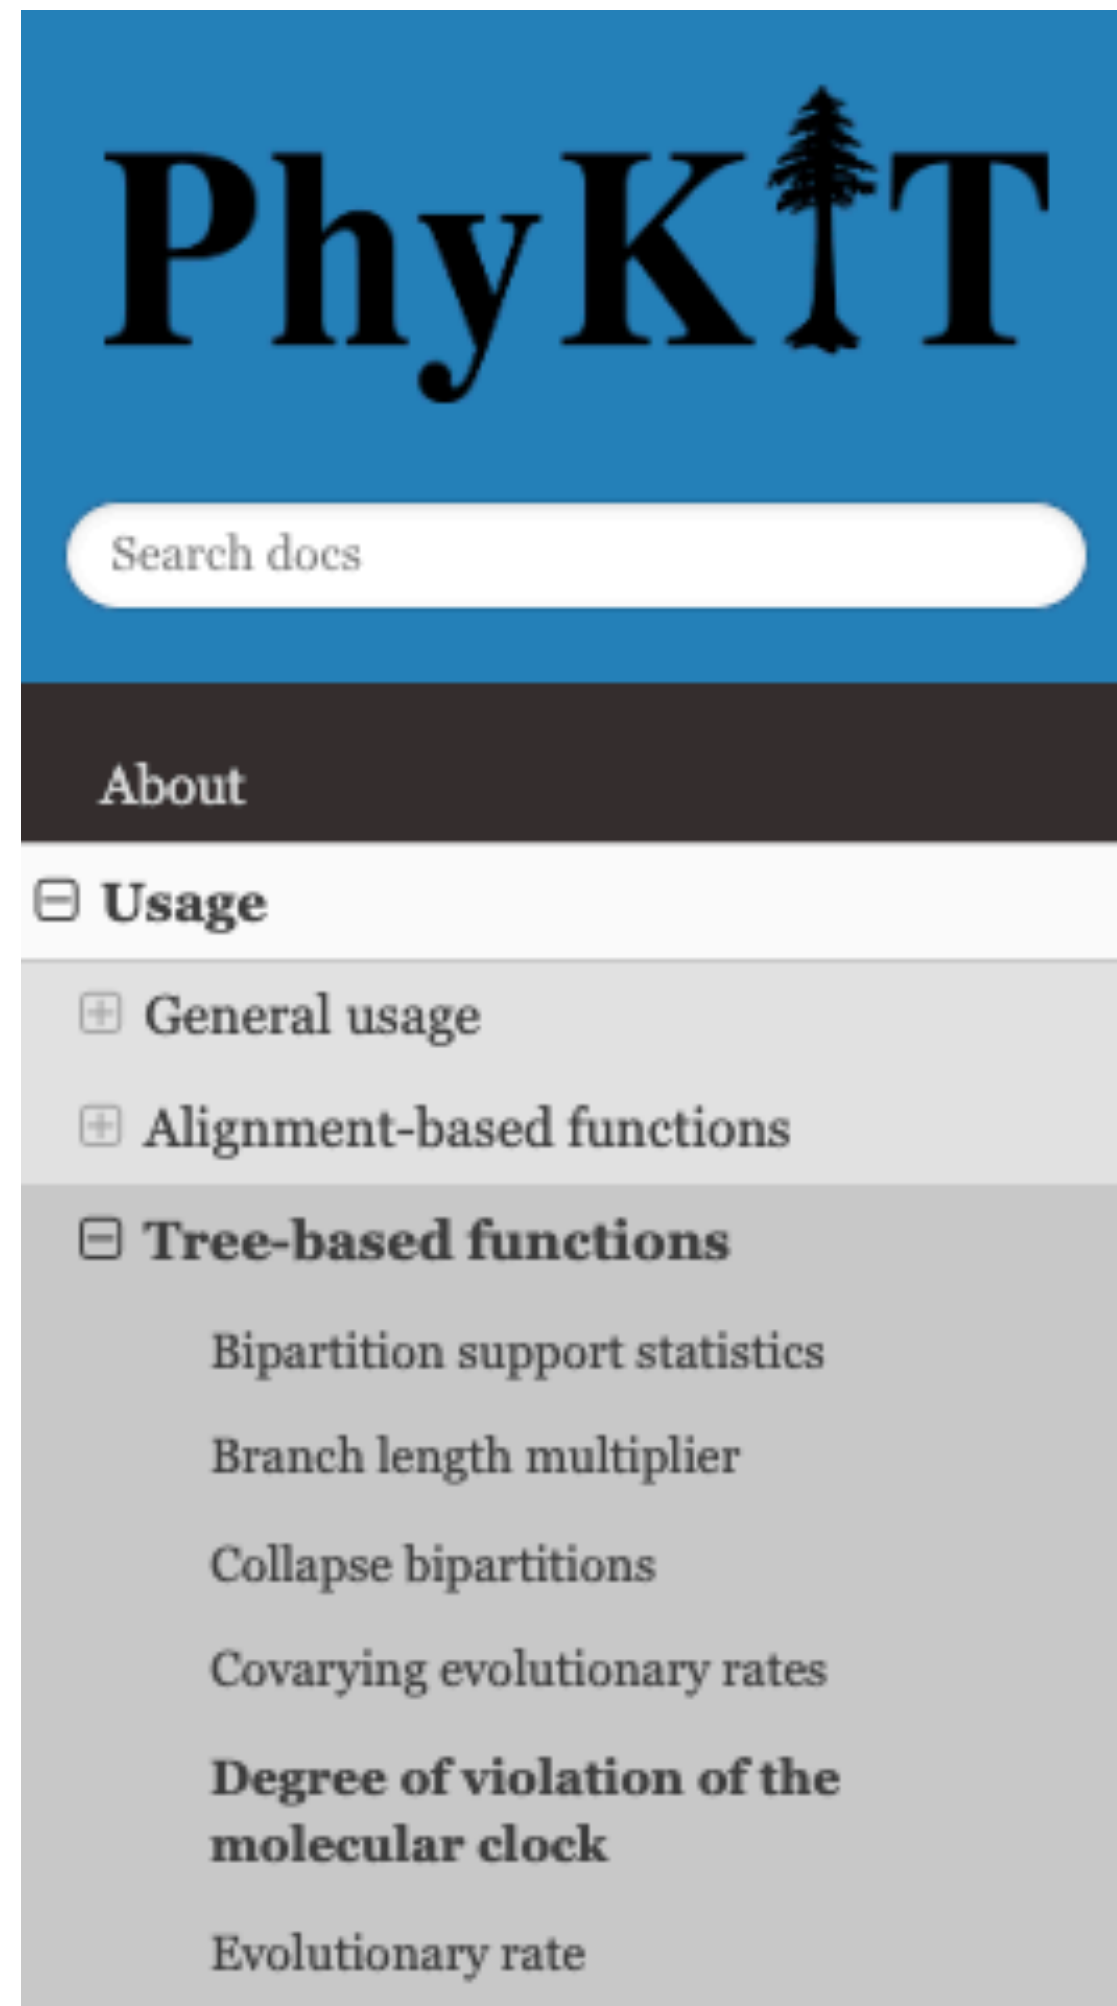 PhyKIT
Search docs
About
Usage
General usage
Alignment-based functions
Tree-based functions
Bipartition support statistics
Branch length multiplier
Collapse bipartitions
Covarying evolutionary rates
Degree of violation of the
molecular clock
Evolutionary rate